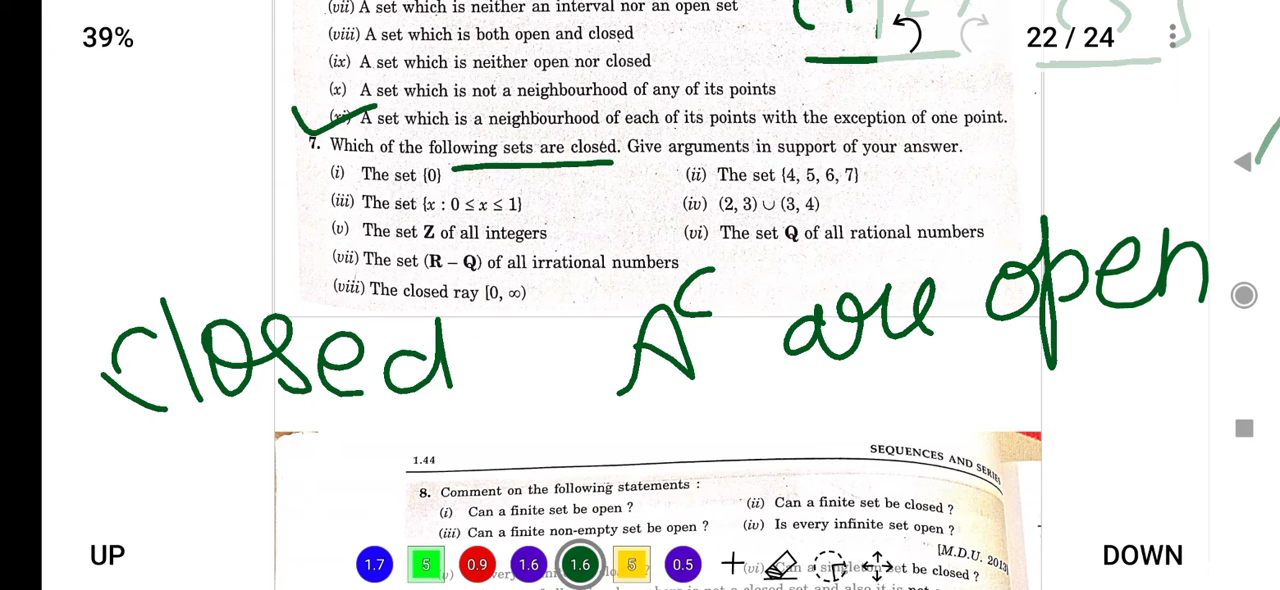 39%
22 / 24
(vii) A set which is neither an interval nor an open set
(viii) A set which is both open and closed
(ix) A set which is neither open nor closed
(x) A set which is not a neighbourhood of any of its points
(xi) A set which is a neighbourhood of each of its points with the exception of one point.
7. Which of the following sets are closed. Give arguments in support of your answer.
(i) The set {0} (ii) The set {4, 5, 6, 7}
(iii) The set {x : 0 ≤ x ≤ 1} (iv) (2, 3) ∪ (3, 4)
(v) The set Z of all integers (vi) The set Q of all rational numbers
(vii) The set (R – Q) of all irrational numbers
(viii) The closed ray [0, ∞)
closed A^c are open
1.44 SEQUENCES AND SERIES
8. Comment on the following statements :
(i) Can a finite set be open ? (ii) Can a finite set be closed ?
(iii) Can a finite non-empty set be open ? (iv) Is every infinite set open ?
[M.D.U. 2013
UP 1.7 5 0.9 1.6 1.6 5 0.5 DOWN
(v) (vi) set be closed ?